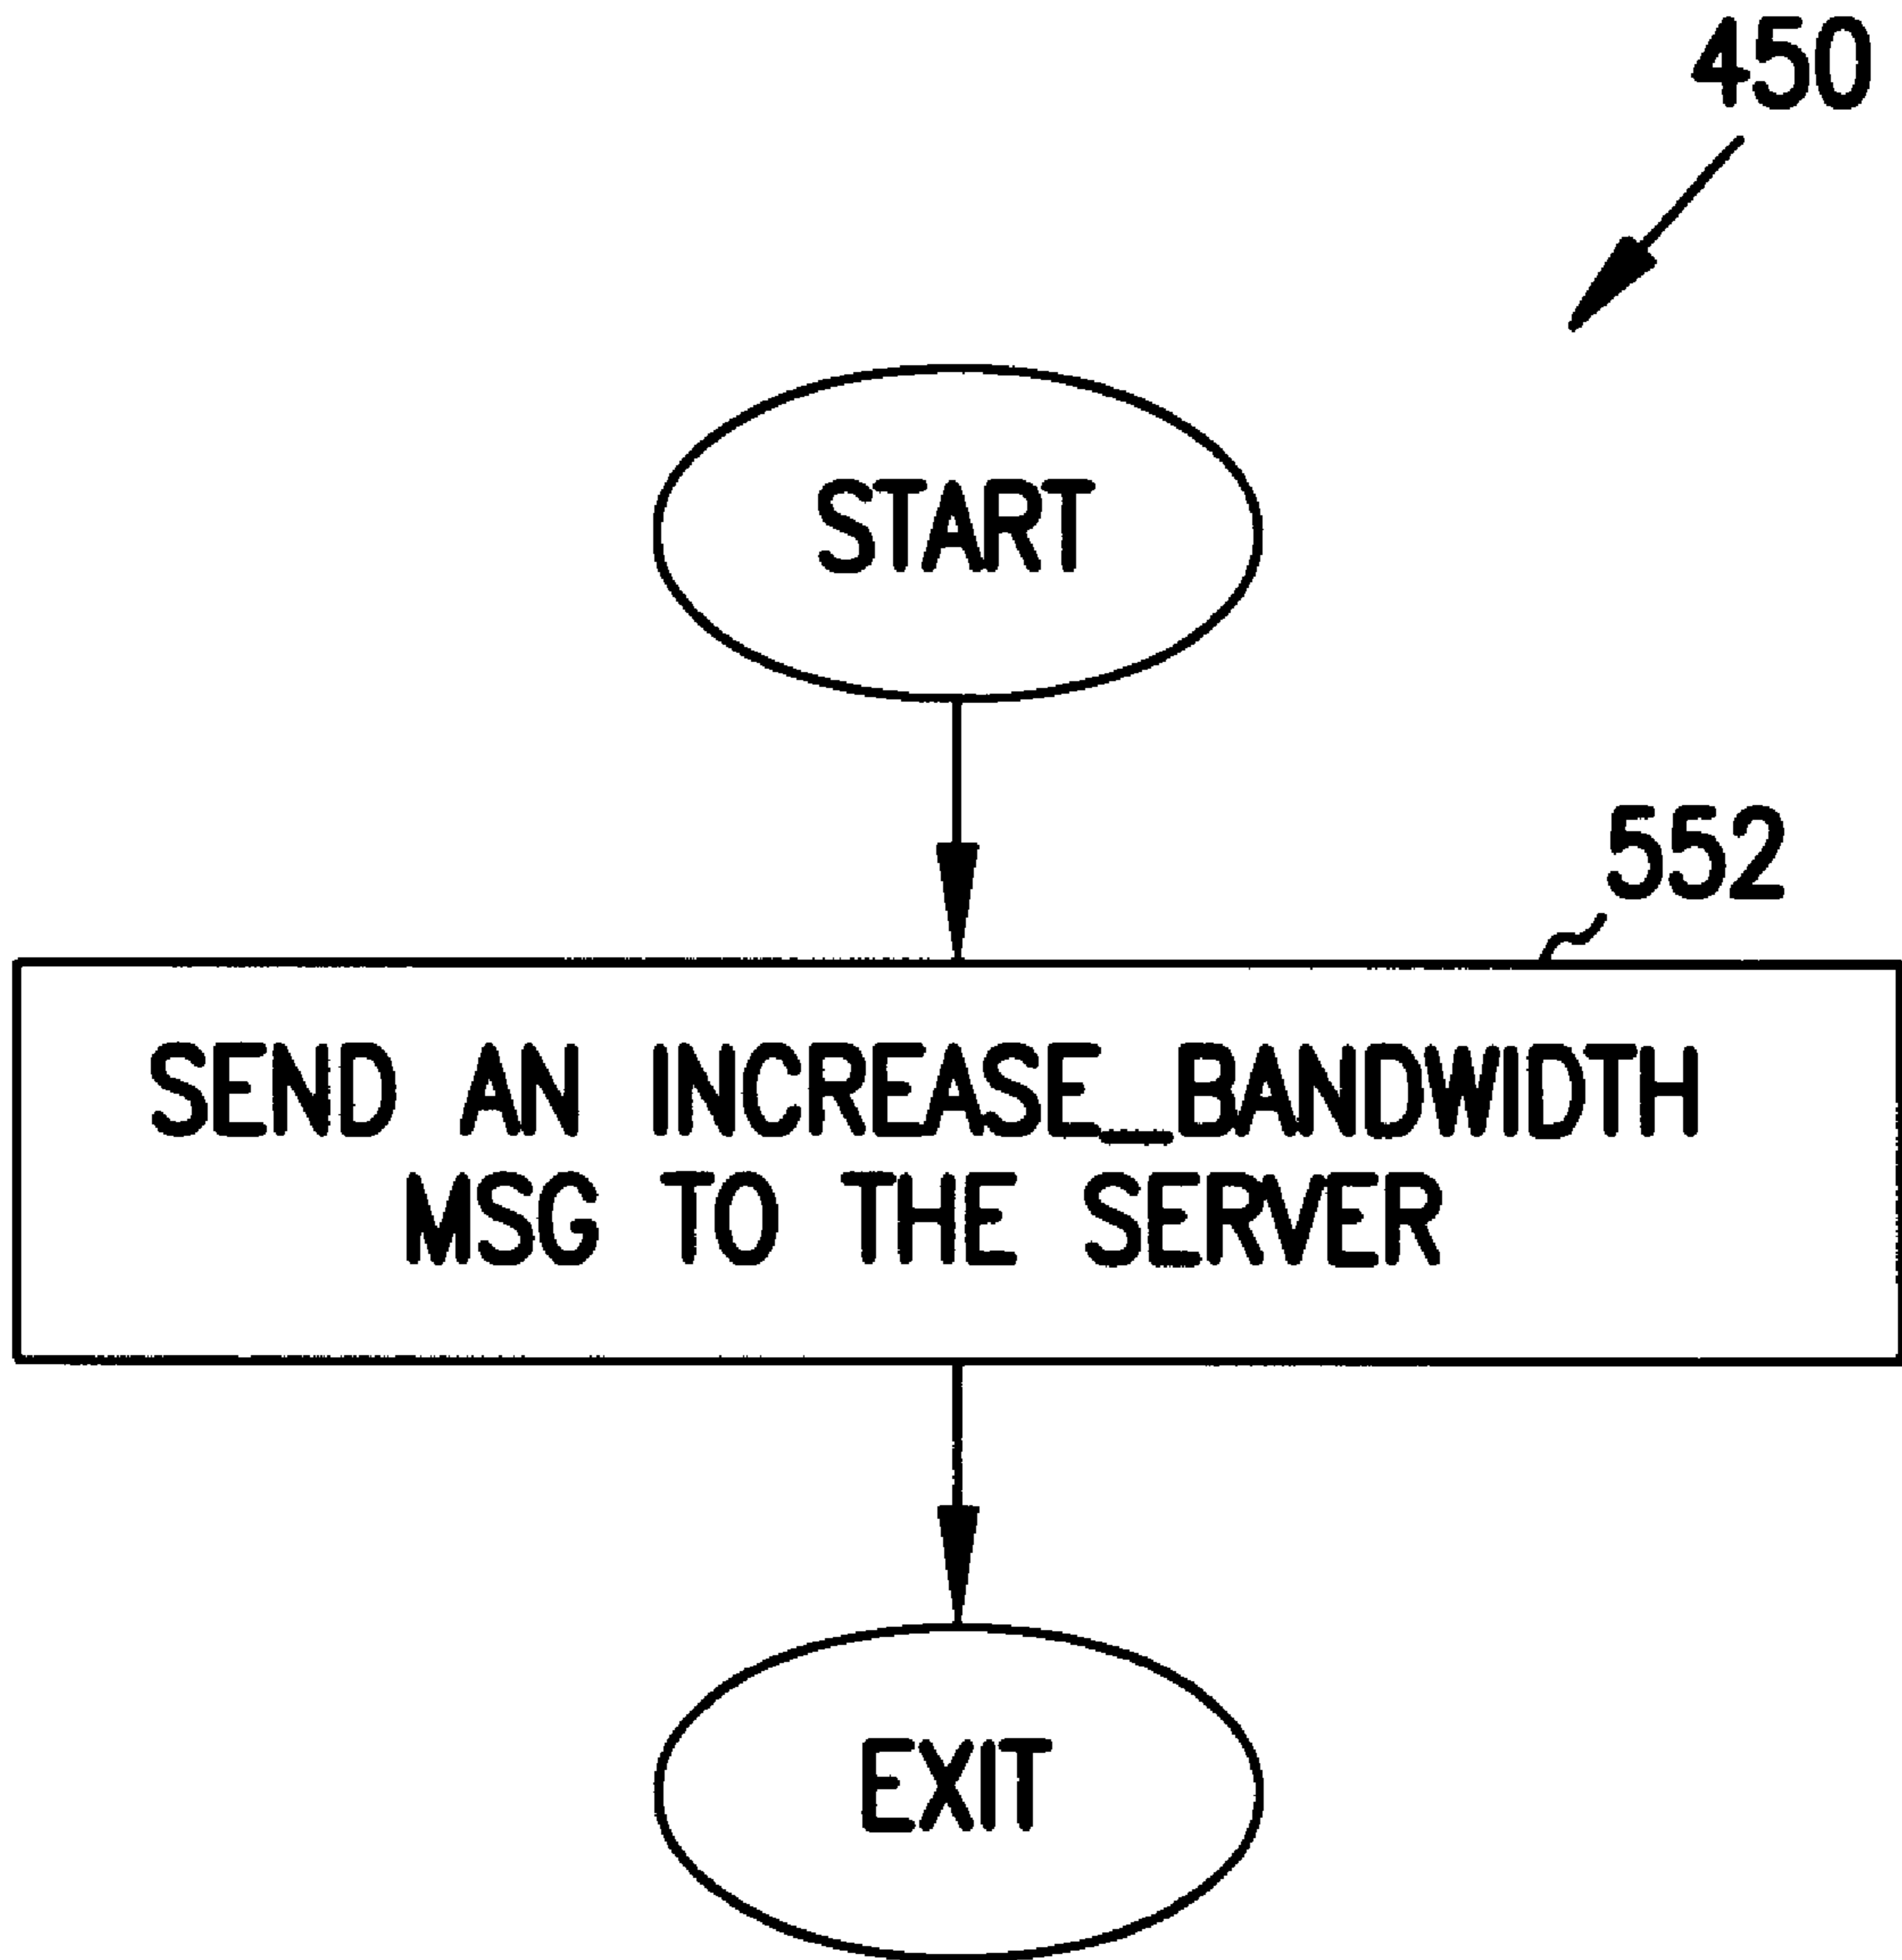 450
START
552
SEND AN INCREASE_BANDWIDTH
MSG TO THE SERVER
EXIT